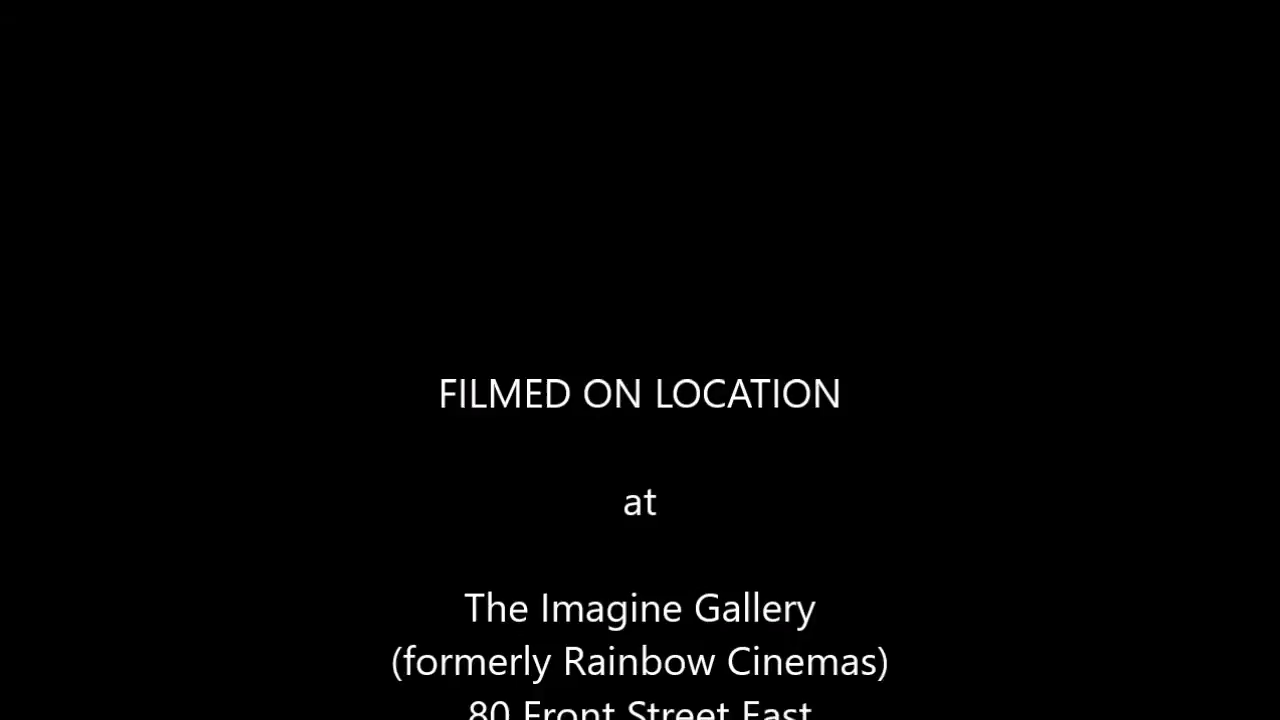 FILMED ON LOCATION
at
The Imagine Gallery
(formerly Rainbow Cinemas)
80 Front Street East